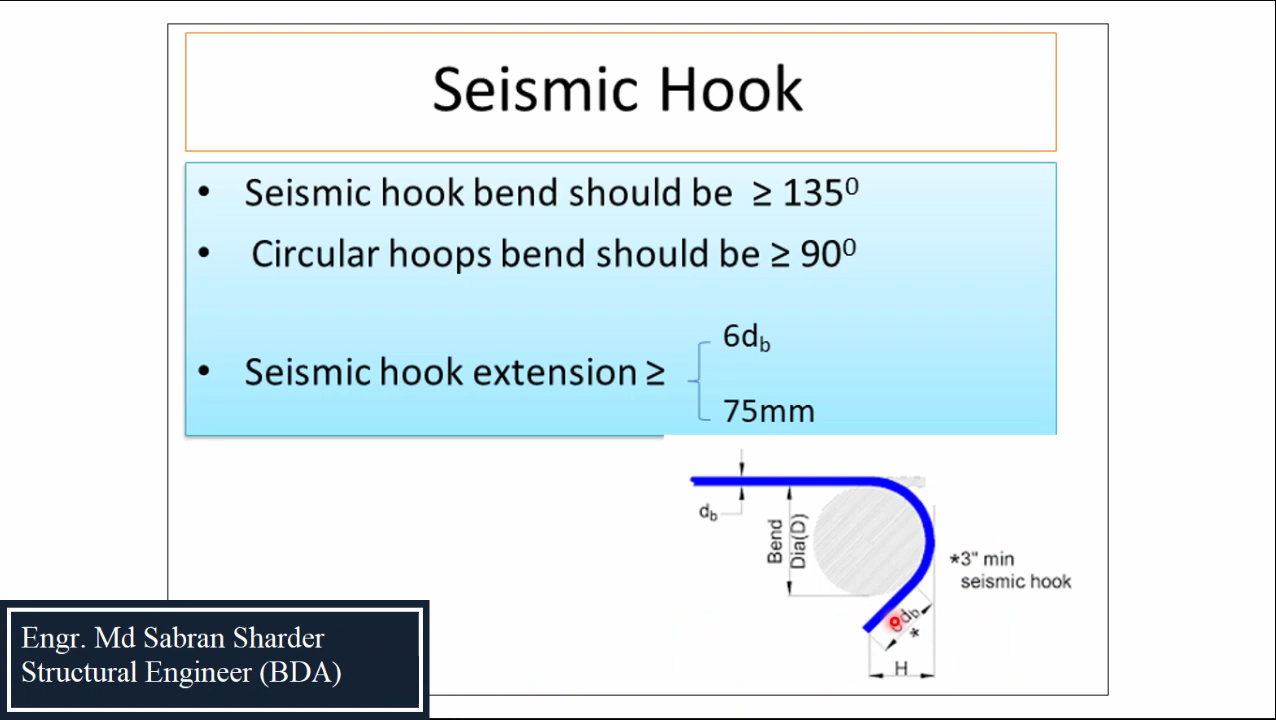 Seismic Hook
• Seismic hook bend should be ≥ 135⁰
• Circular hoops bend should be ≥ 90⁰
6d_b
• Seismic hook extension ≥
75mm
d_b
Bend
Dia(D)
*3" min
seismic hook
6d_b
*
H
Engr. Md Sabran Sharder
Structural Engineer (BDA)